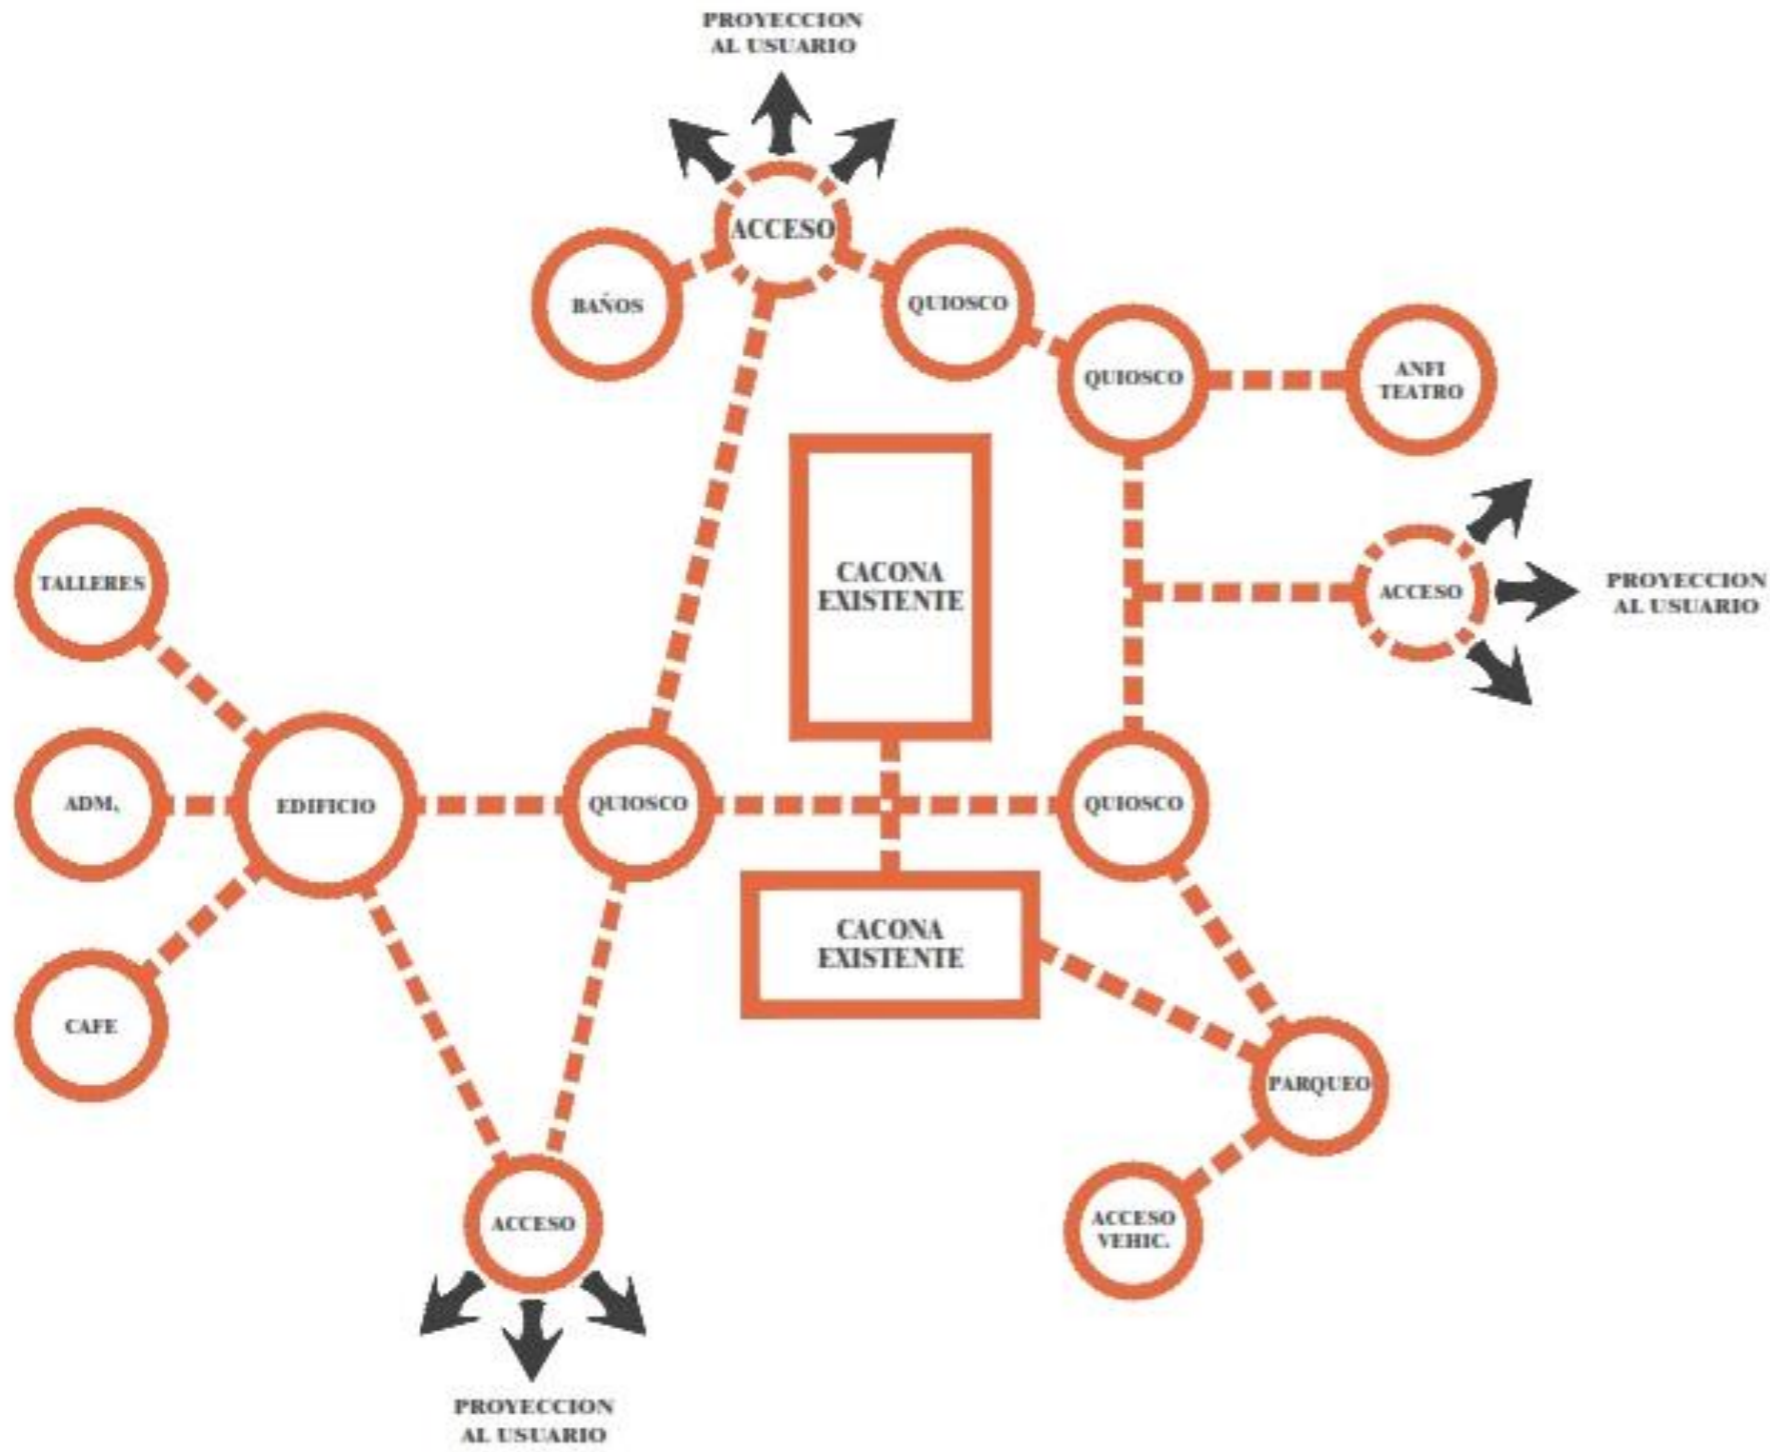 PROYECCION
AL USUARIO
ACCESO
BAÑOS
QUIOSCO
QUIOSCO
ANFI
TEATRO
CACONA
EXISTENTE
TALLERES
ACCESO
PROYECCION
AL USUARIO
ADM,
EDIFICIO
QUIOSCO
QUIOSCO
CACONA
EXISTENTE
CAFE
PARQUEO
ACCESO
ACCESO
VEHIC.
PROYECCION
AL USUARIO